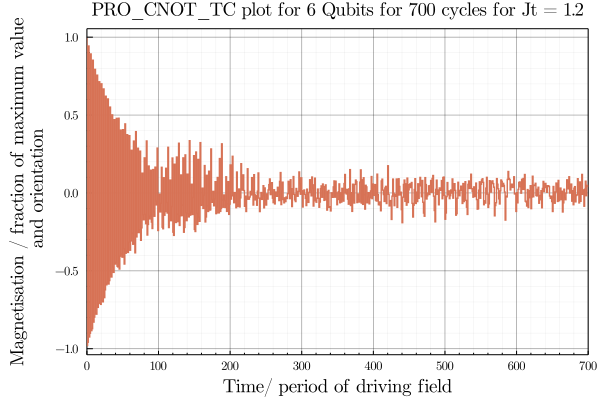 PRO_CNOT_TC plot for 6 Qubits for 700 cycles for Jt = 1.2
Magnetisation / fraction of maximum value
and orientation
1.0
0.5
0.0
−0.5
−1.0
0 100 200 300 400 500 600 700
Time/ period of driving field